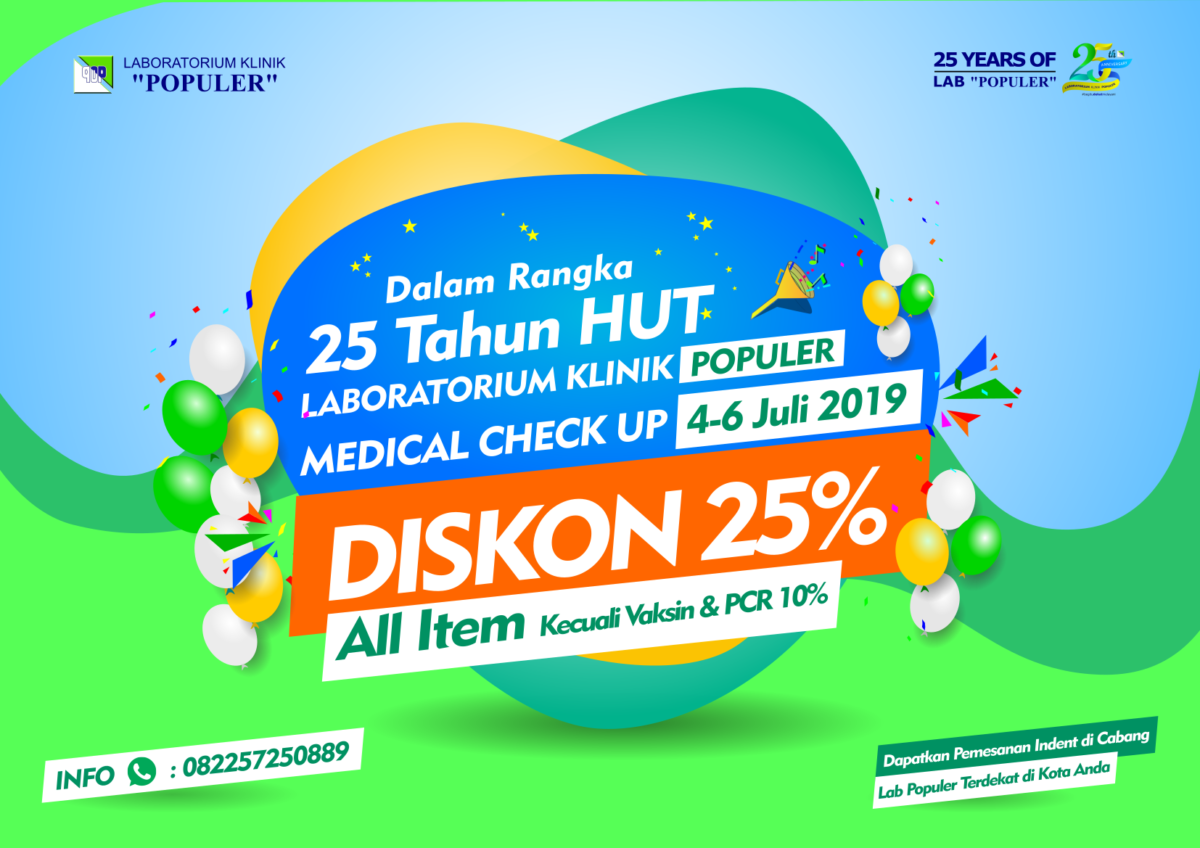 LABORATORIUM KLINIK
"POPULER"
25 YEARS OF
LAB "POPULER"
Dalam Rangka
25 Tahun HUT
LABORATORIUM KLINIK POPULER
MEDICAL CHECK UP 4-6 Juli 2019
DISKON 25%
All Item Kecuali Vaksin & PCR 10%
INFO : 082257250889
Dapatkan Pemesanan Indent di Cabang
Lab Populer Terdekat di Kota Anda